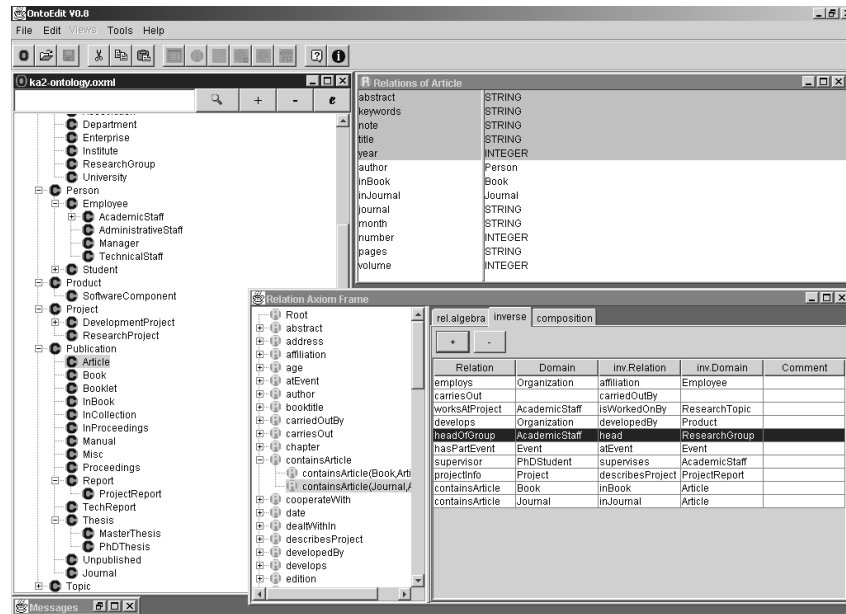 OntoEdit V0.8
File Edit Views Tools Help
ka2-ontology.oxml
+ - e
Department
Enterprise
Institute
ResearchGroup
University
Person
Employee
AcademicStaff
AdministrativeStaff
Manager
TechnicalStaff
Student
Product
SoftwareComponent
Project
DevelopmentProject
ResearchProject
Publication
Article
Book
Booklet
InBook
InCollection
InProceedings
Manual
Misc
Proceedings
Report
ProjectReport
TechReport
Thesis
MasterThesis
PhDThesis
Unpublished
Journal
Topic
Messages
Relations of Article
abstract STRING
keywords STRING
note STRING
title STRING
year INTEGER
author Person
inBook Book
inJournal Journal
journal STRING
month STRING
number INTEGER
pages STRING
volume INTEGER
Relation Axiom Frame
Root
abstract
address
affiliation
age
atEvent
author
booktitle
carriedOutBy
carriesOut
chapter
containsArticle
containsArticle(Book,Arti
containsArticle(Journal,A
cooperateWith
date
dealtWithIn
describesProject
developedBy
develops
edition
rel.algebra inverse composition
+ -
Relation Domain inv.Relation inv.Domain Comment
employs Organization affiliation Employee
carriesOut carriedOutBy
worksAtProject AcademicStaff isWorkedOnBy ResearchTopic
develops Organization developedBy Product
headOfGroup AcademicStaff head ResearchGroup
hasPartEvent Event atEvent Event
supervisor PhDStudent supervises AcademicStaff
projectInfo Project describesProject ProjectReport
containsArticle Book inBook Article
containsArticle Journal inJournal Article